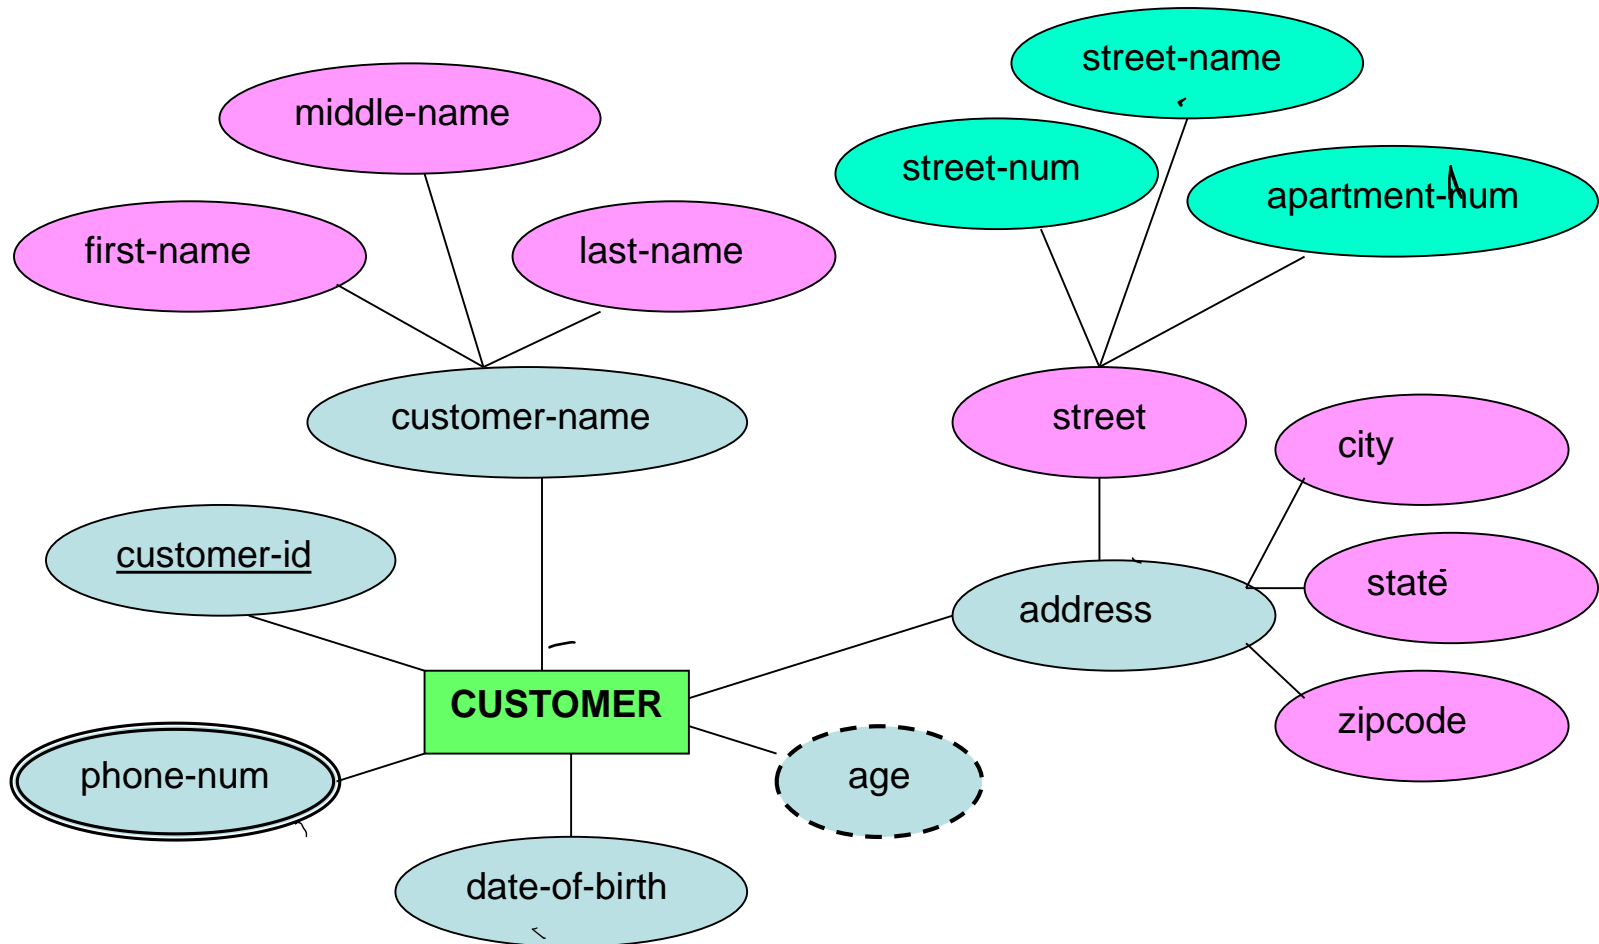 street-name
middle-name
street-num
apartment-num
first-name
last-name
customer-name
street
city
customer-id
state
address
CUSTOMER
zipcode
phone-num
age
date-of-birth